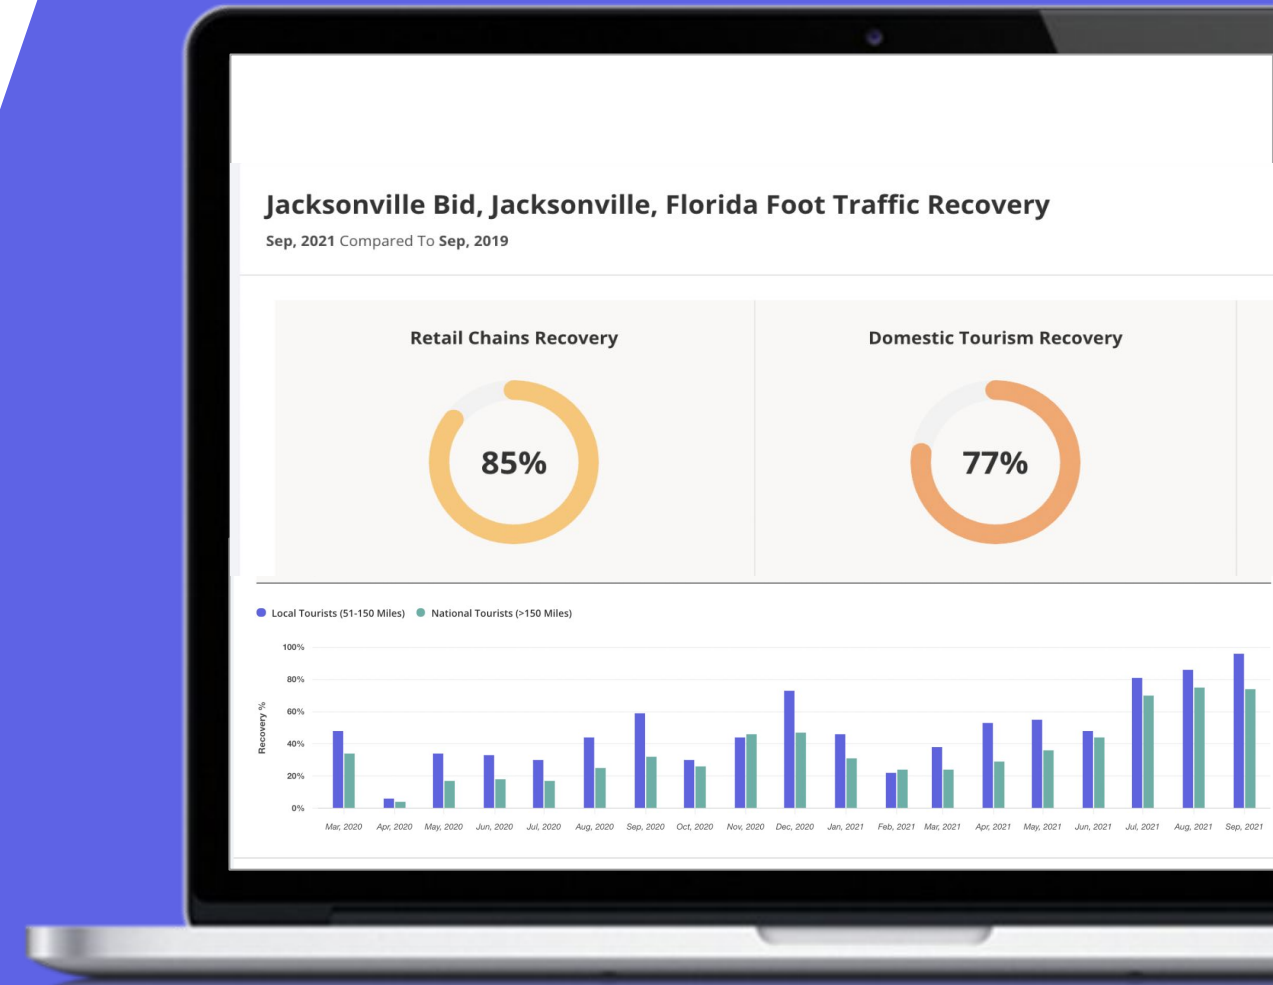 Jacksonville Bid, Jacksonville, Florida Foot Traffic Recovery
Sep, 2021 Compared To Sep, 2019
Retail Chains Recovery
Domestic Tourism Recovery
85%
77%
Local Tourists (51-150 Miles) National Tourists (>150 Miles)
Recovery %
100%
80%
60%
40%
20%
0%
Mar, 2020 Apr, 2020 May, 2020 Jun, 2020 Jul, 2020 Aug, 2020 Sep, 2020 Oct, 2020 Nov, 2020 Dec, 2020 Jan, 2021 Feb, 2021 Mar, 2021 Apr, 2021 May, 2021 Jun, 2021 Jul, 2021 Aug, 2021 Sep, 2021